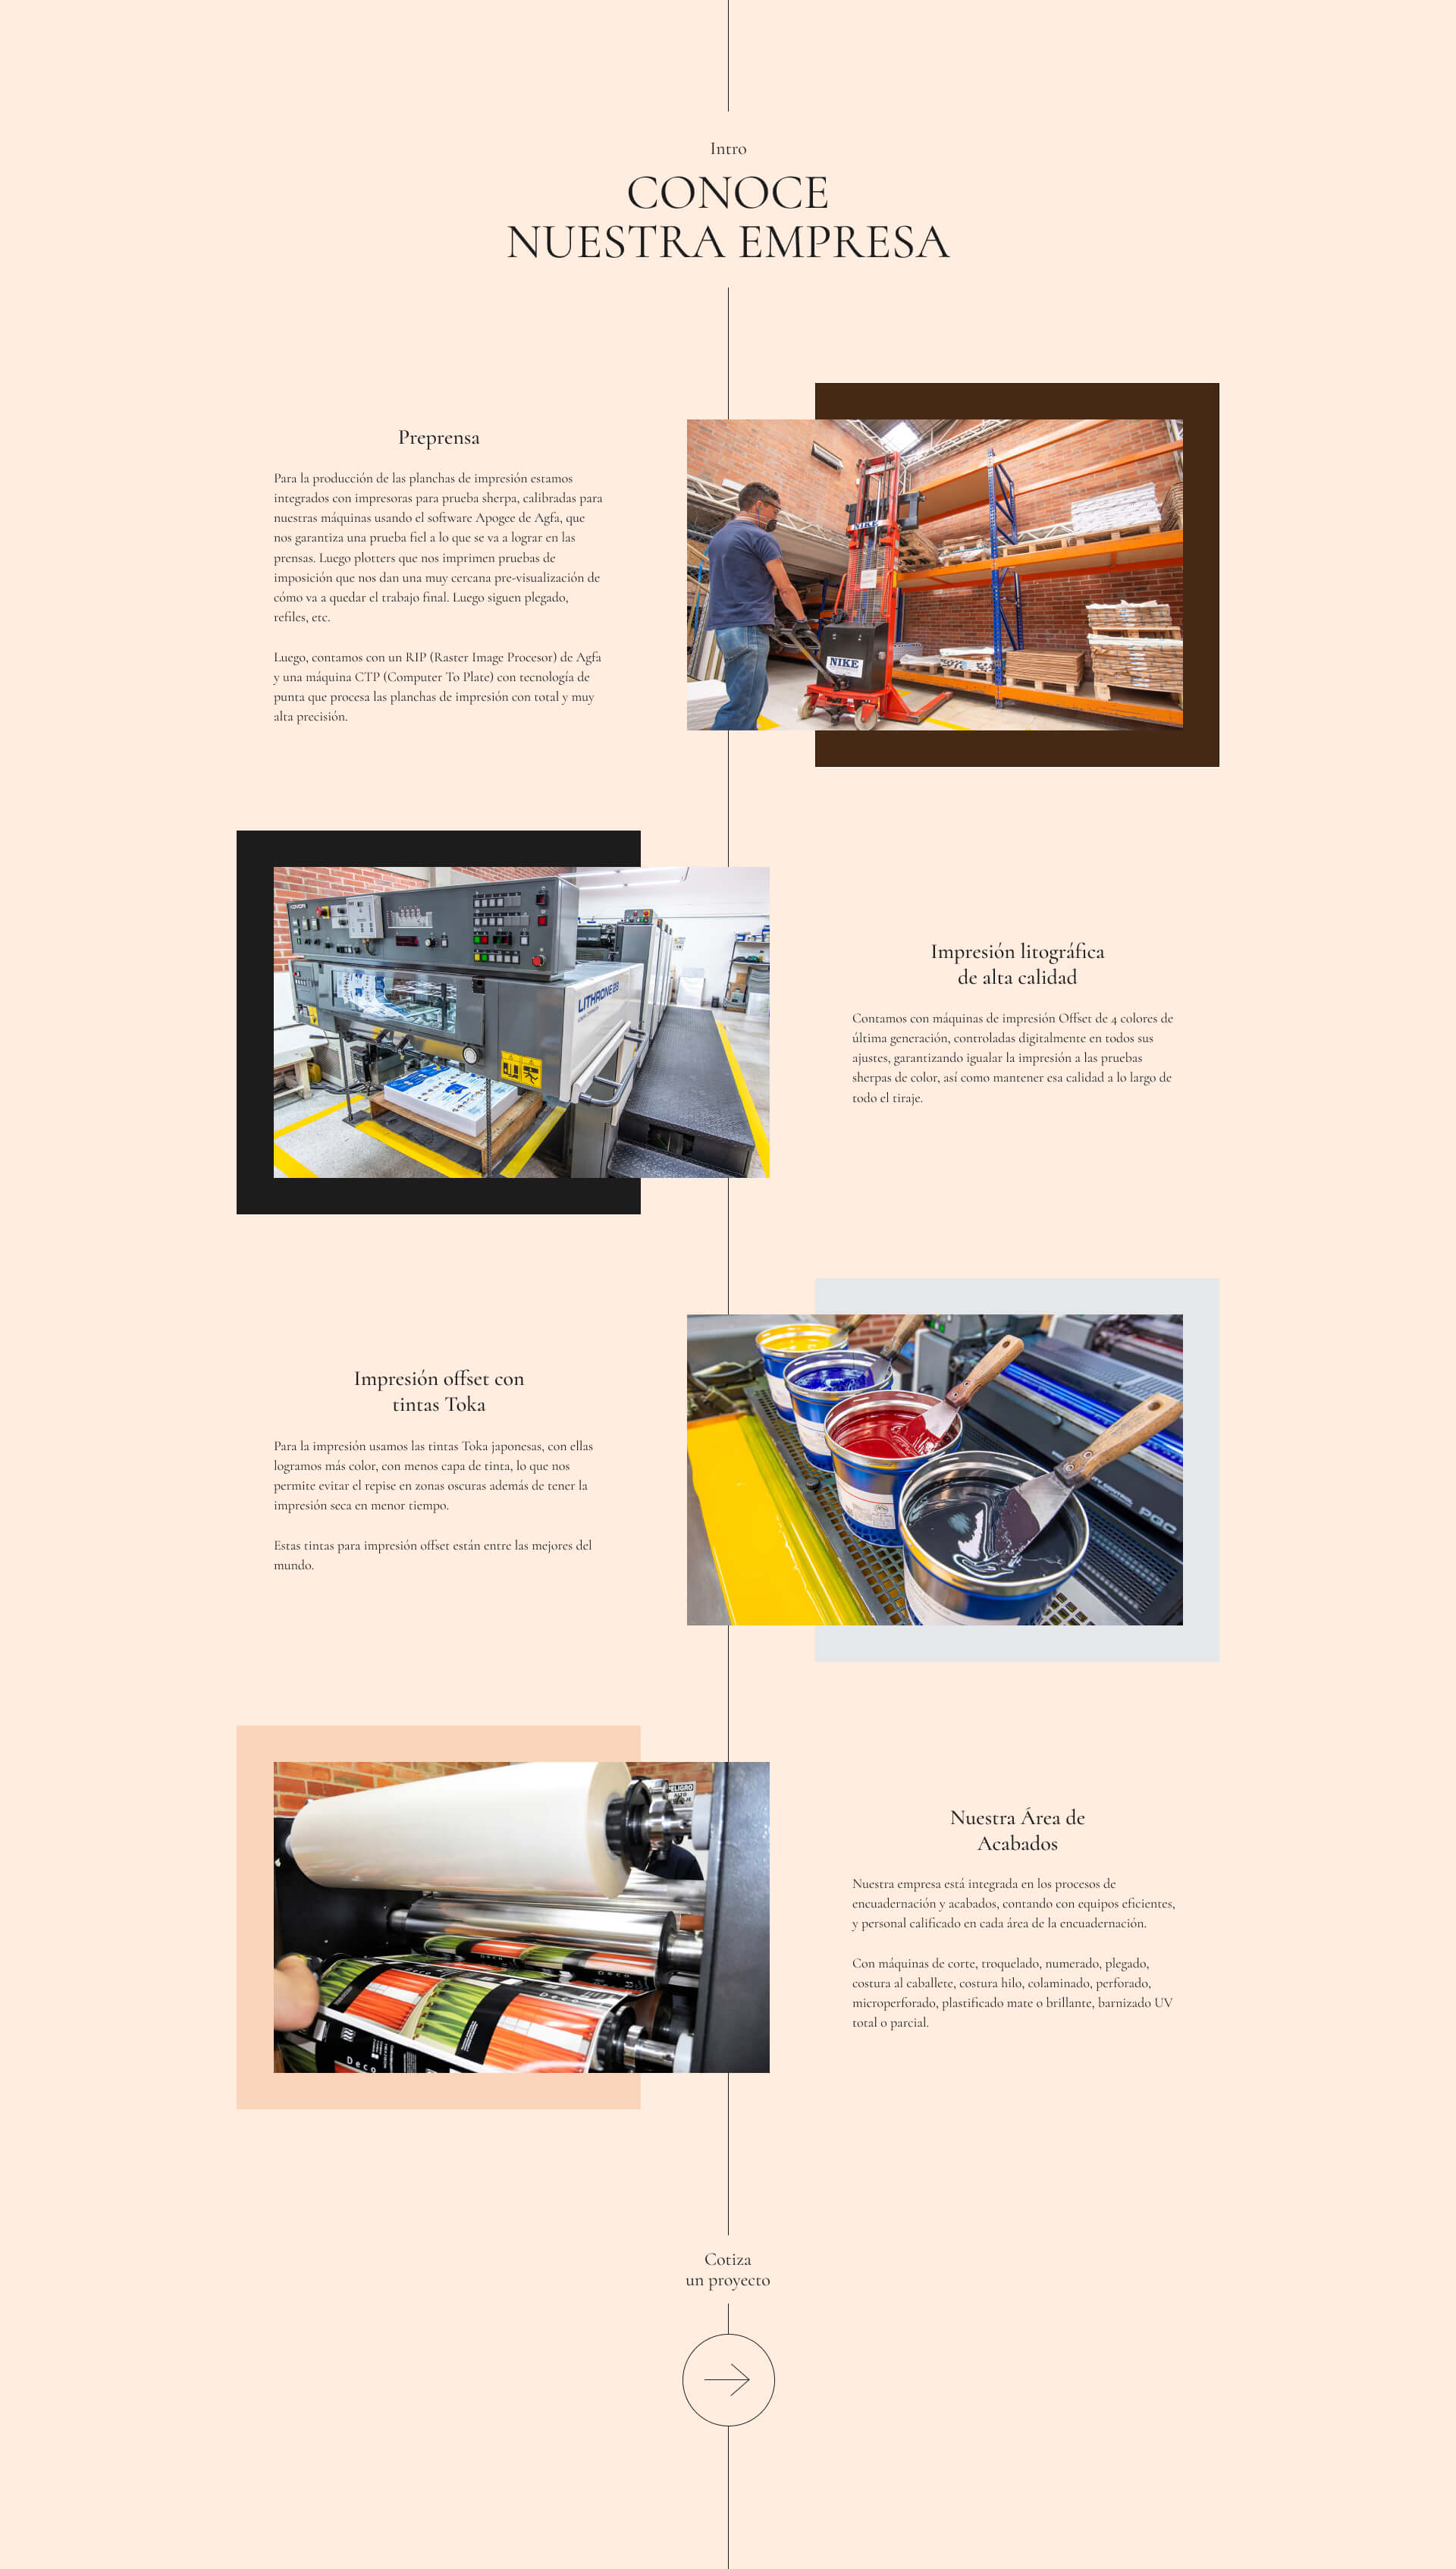 Intro
CONOCE
NUESTRA EMPRESA
Preprensa
Para la producción de las planchas de impresión estamos
integrados con impresoras para prueba sherpa, calibradas para
nuestras máquinas usando el software Apogee de Agfa, que
nos garantiza una prueba fiel a lo que se va a lograr en las
prensas. Luego plotters que nos imprimen pruebas de
imposición que nos dan una muy cercana pre-visualización de
cómo va a quedar el trabajo final. Luego siguen plegado,
refiles, etc.
Luego, contamos con un RIP (Raster Image Procesor) de Agfa
y una máquina CTP (Computer To Plate) con tecnología de
punta que procesa las planchas de impresión con total y muy
alta precisión.
NIKE
NIKE
KOMORI
LITHRONE 28
Impresión litográfica
de alta calidad
Contamos con máquinas de impresión Offset de 4 colores de
última generación, controladas digitalmente en todos sus
ajustes, garantizando igualar la impresión a las pruebas
sherpas de color, así como mantener esa calidad a lo largo de
todo el tiraje.
Impresión offset con
tintas Toka
Para la impresión usamos las tintas Toka japonesas, con ellas
logramos más color, con menos capa de tinta, lo que nos
permite evitar el repise en zonas oscuras además de tener la
impresión seca en menor tiempo.
Estas tintas para impresión offset están entre las mejores del
mundo.
PQC
PELIGRO
ALTO
Deco
Deco
Nuestra Área de
Acabados
Nuestra empresa está integrada en los procesos de
encuadernación y acabados, contando con equipos eficientes,
y personal calificado en cada área de la encuadernación.
Con máquinas de corte, troquelado, numerado, plegado,
costura al caballete, costura hilo, colaminado, perforado,
microperforado, plastificado mate o brillante, barnizado UV
total o parcial.
Cotiza
un proyecto